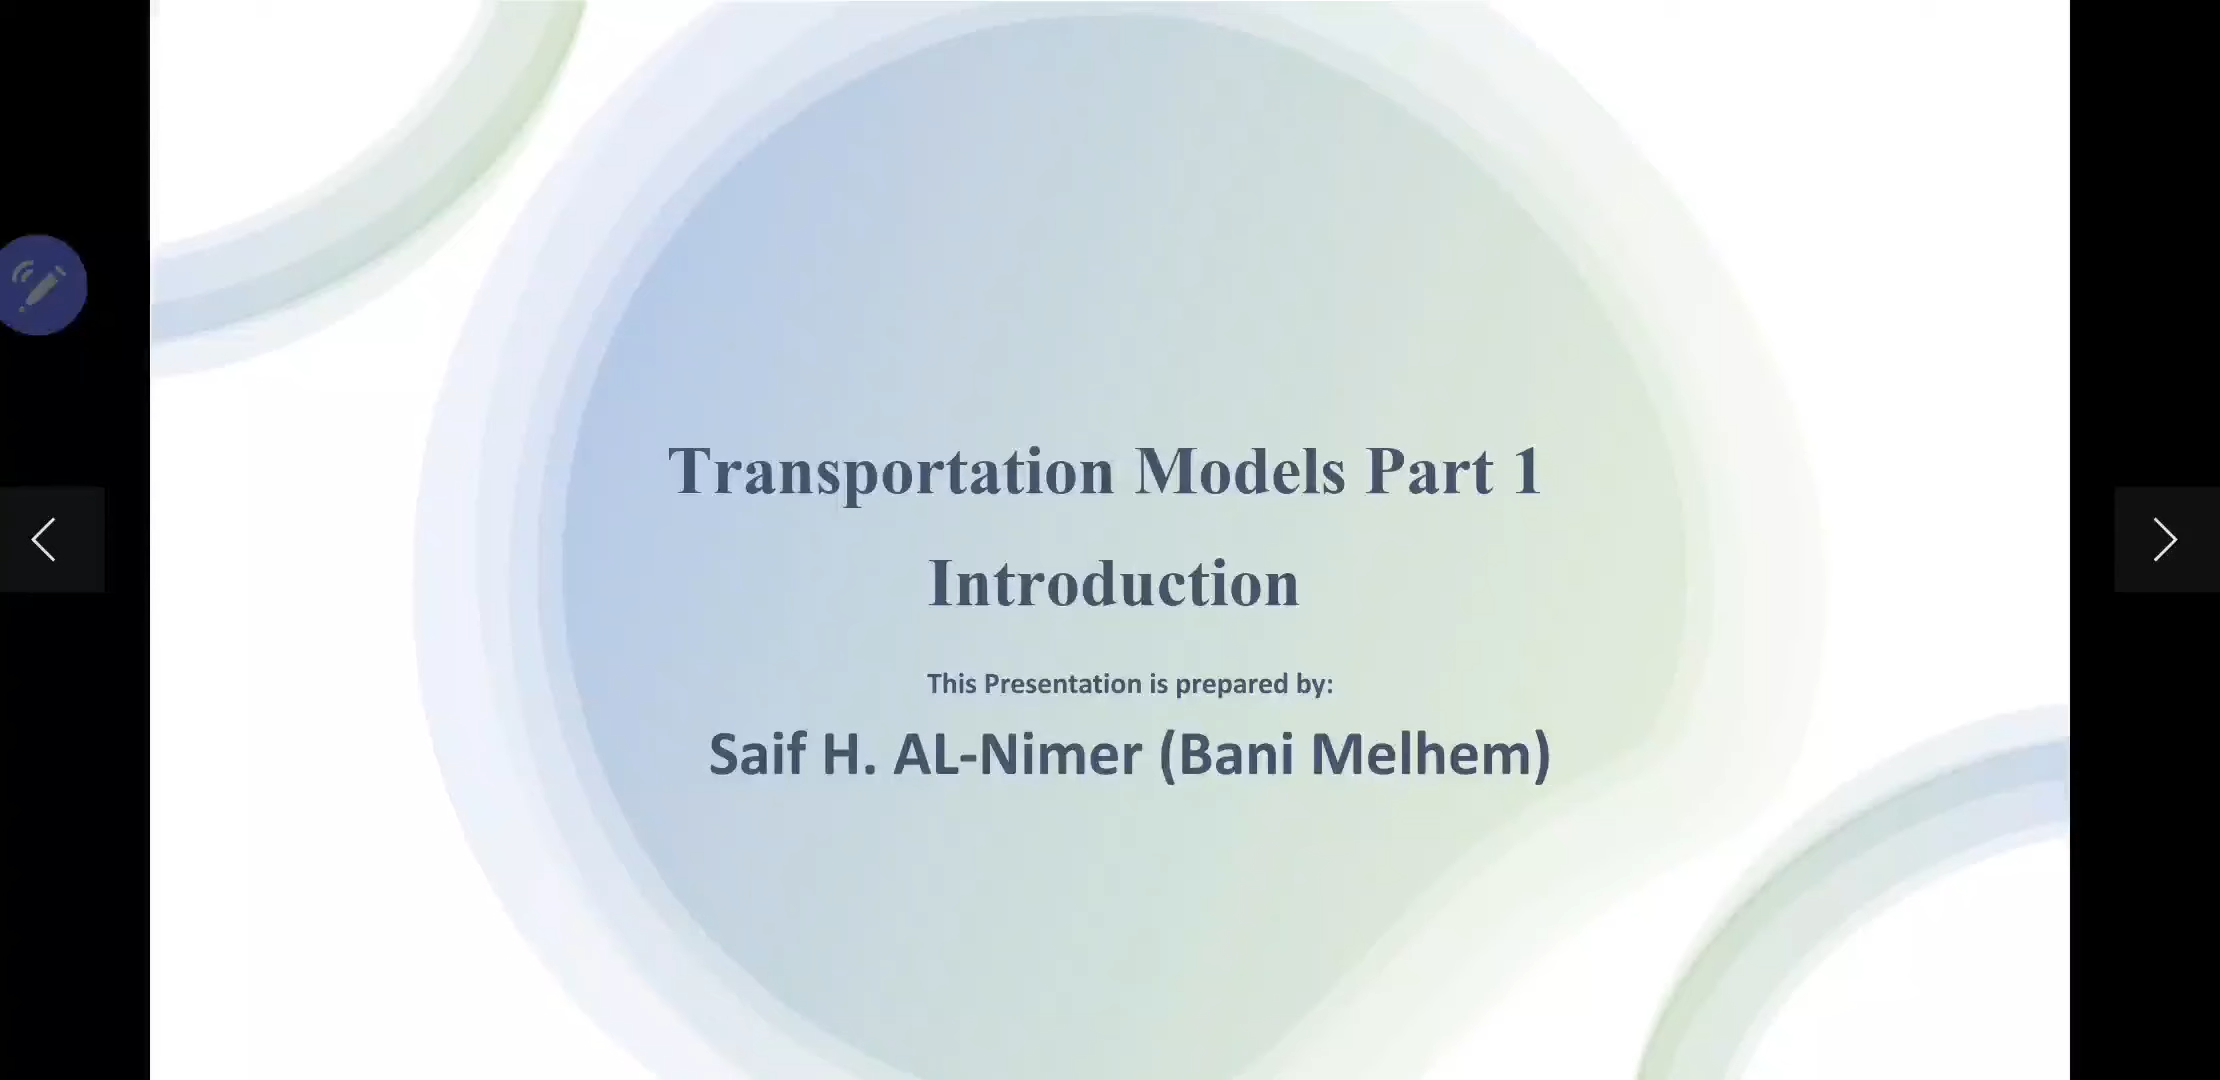 Transportation Models Part 1
Introduction
This Presentation is prepared by:
Saif H. AL-Nimer (Bani Melhem)